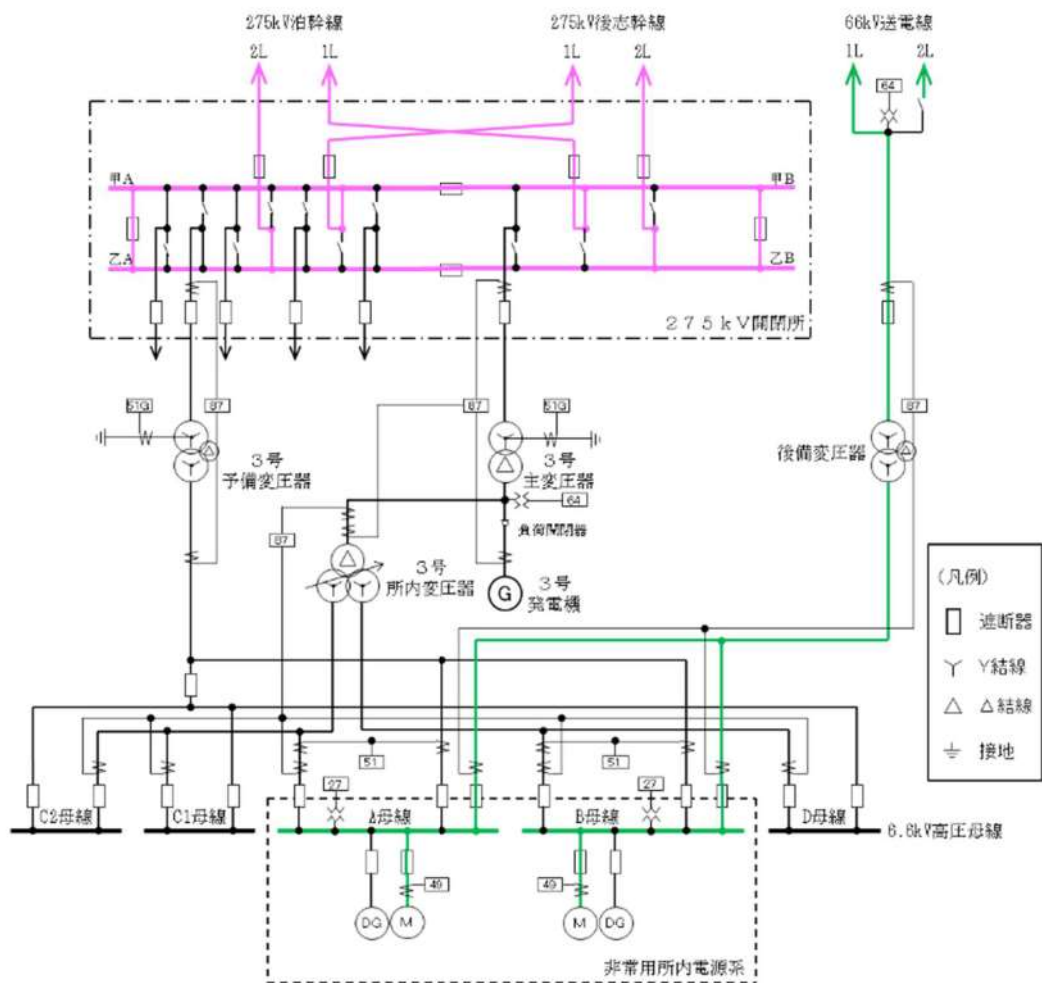 275kV泊幹線 275kV後志幹線 66kV送電線
2L 1L 1L 2L 1L 2L
64
甲A 甲B
乙A 乙B
275kV開閉所
51G 87 87 51G 87
3号
予備変圧器
3号
主変圧器
後備変圧器
64
87
負荷開閉器
3号
所内変圧器
G
3号
発電機
(凡例)
遮断器
Y結線
△結線
接地
51 51
27 27
C2母線 C1母線 A母線 B母線 D母線
6.6kV高圧母線
49 49
DG M M DG
非常用所内電源系